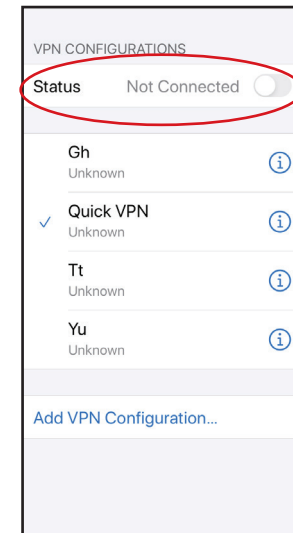 VPN CONFIGURATIONS
Status Not Connected
Gh
Unknown
Quick VPN
Unknown
Tt
Unknown
Yu
Unknown
Add VPN Configuration...